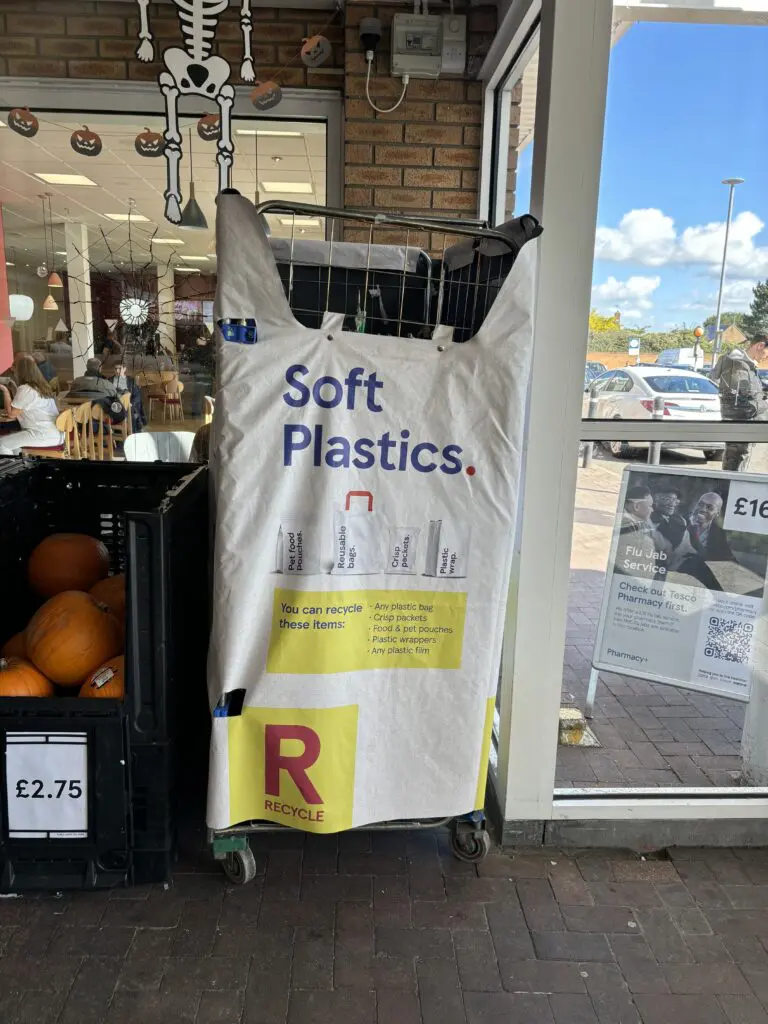 Soft
Plastics.
Pet food
pouches.
Reusable
bags.
Crisp
packets.
Plastic
wrap.
You can recycle
these items:
· Any plastic bag
· Crisp packets
· Food & pet pouches
· Plastic wrappers
· Any plastic film
R
RECYCLE
£2.75
£16
Flu Jab
Service
Check out Tesco
Pharmacy first.
Pharmacy+